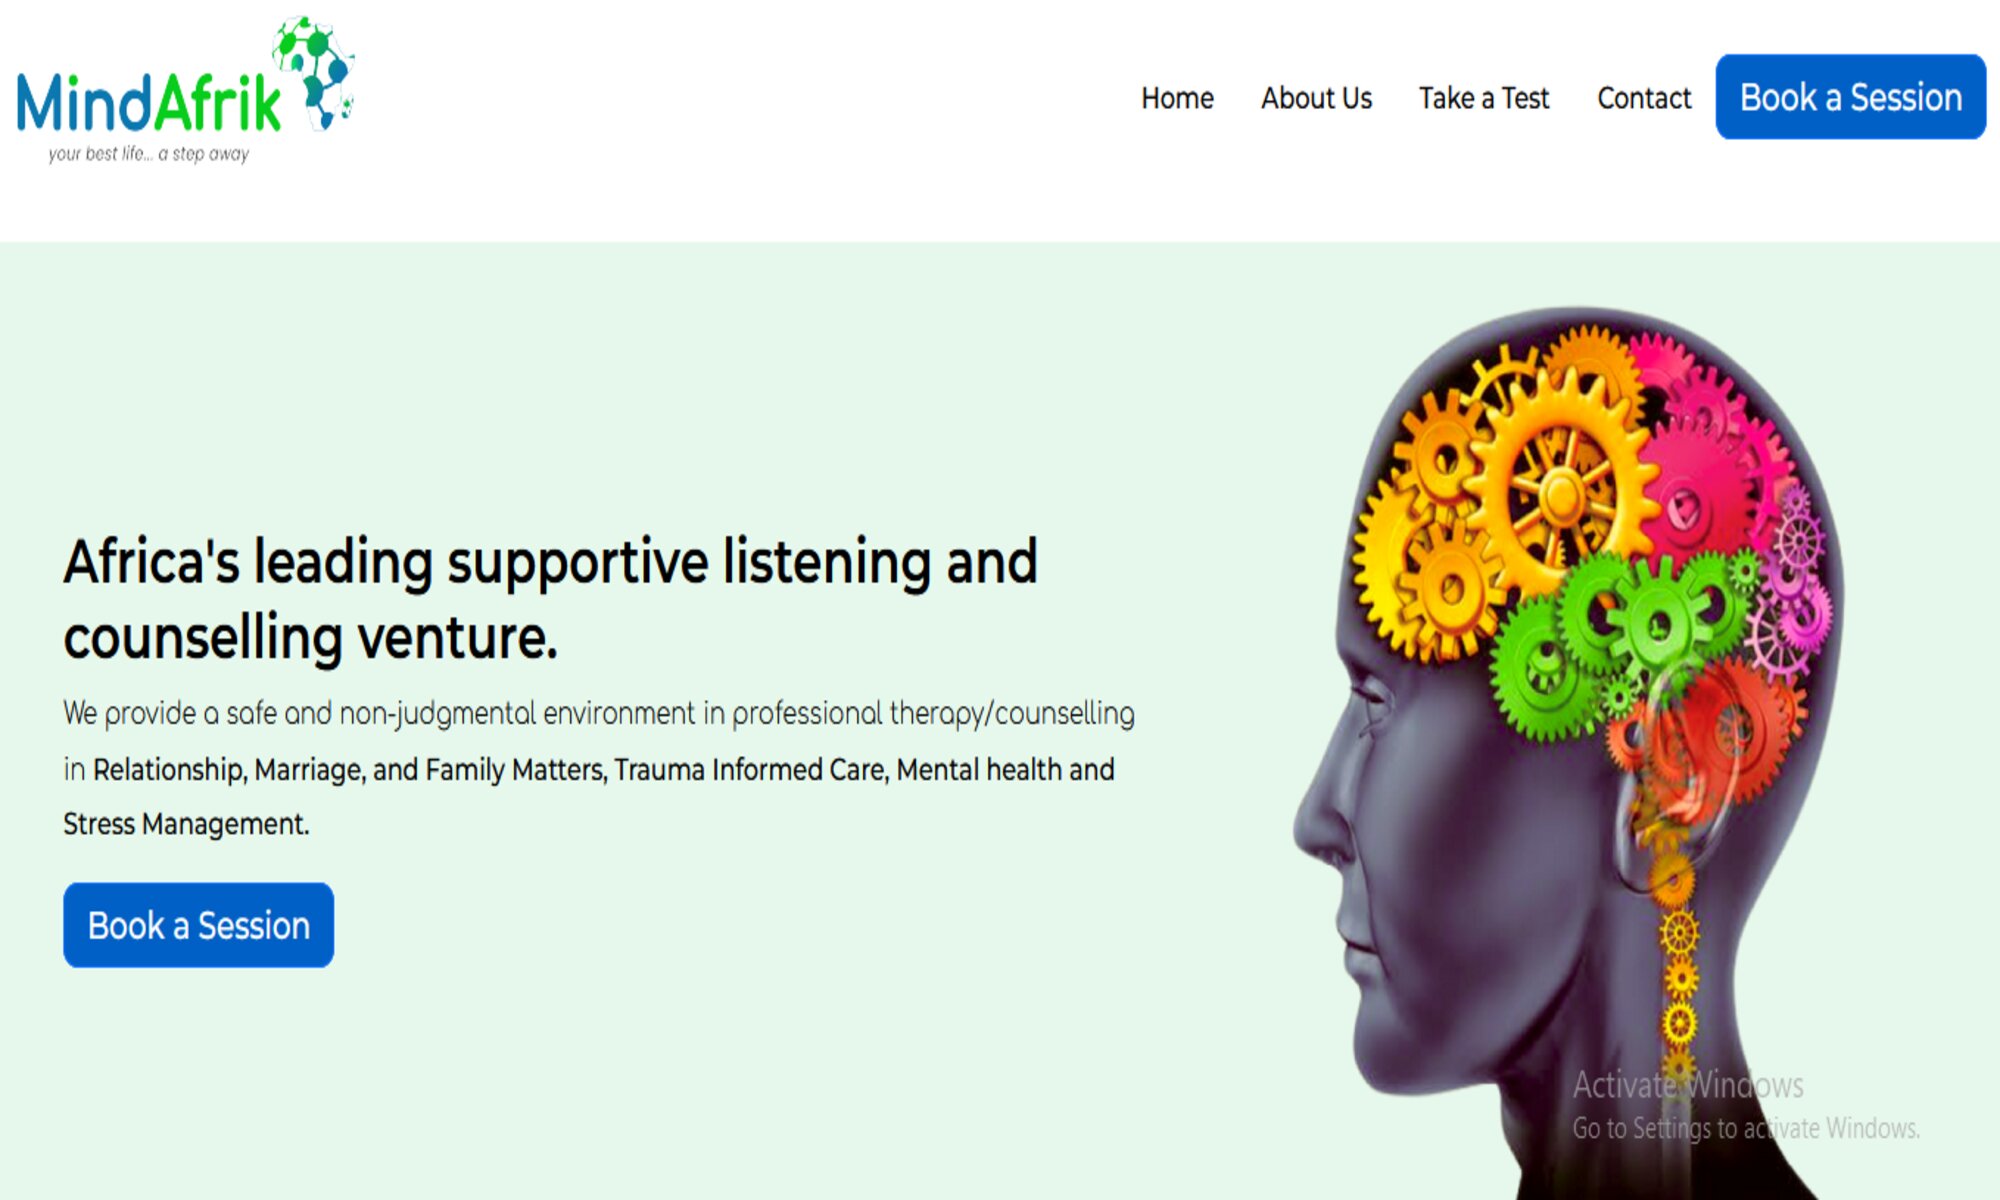 MindAfrik
your best life... a step away
Home
About Us
Take a Test
Contact
Book a Session
Africa's leading supportive listening and
counselling venture.
We provide a safe and non-judgmental environment in professional therapy/counselling
in Relationship, Marriage, and Family Matters, Trauma Informed Care, Mental health and
Stress Management.
Book a Session
Activate Windows
Go to Settings to activate Windows.